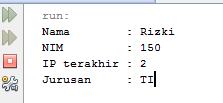 run:
Nama        : Rizki
NIM         : 150
IP terakhir : 2
Jurusan     : TI